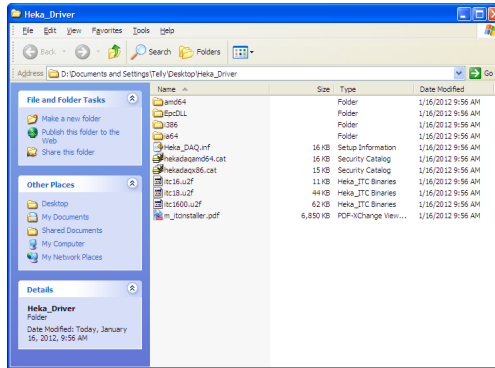 Heka_Driver
File Edit View Favorites Tools Help
Back Search Folders
Address D:\Documents and Settings\Telly\Desktop\Heka_Driver Go
File and Folder Tasks
Make a new folder
Publish this folder to the Web
Share this folder
Other Places
Desktop
My Documents
Shared Documents
My Computer
My Network Places
Details
Heka_Driver
Folder
Date Modified: Today, January 16, 2012, 9:56 AM
Name Size Type Date Modified
amd64 Folder 1/16/2012 9:56 AM
EpcDLL Folder 1/16/2012 9:56 AM
i386 Folder 1/16/2012 9:56 AM
ia64 Folder 1/16/2012 9:56 AM
Heka_DAQ.inf 16 KB Setup Information 1/16/2012 9:56 AM
hekadaqamd64.cat 16 KB Security Catalog 1/16/2012 9:56 AM
hekadaqx86.cat 15 KB Security Catalog 1/16/2012 9:56 AM
itc16.u2f 11 KB Heka_ITC Binaries 1/16/2012 9:56 AM
itc18.u2f 44 KB Heka_ITC Binaries 1/16/2012 9:56 AM
itc1600.u2f 62 KB Heka_ITC Binaries 1/16/2012 9:56 AM
m_itcinstaller.pdf 6,850 KB PDF-XChange View... 1/16/2012 9:56 AM